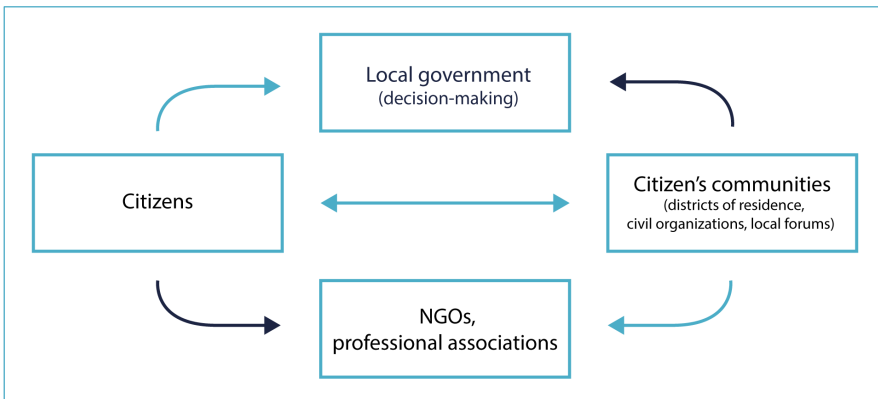 Local government
(decision-making)
Citizens
Citizen’s communities
(districts of residence,
civil organizations, local forums)
NGOs,
professional associations